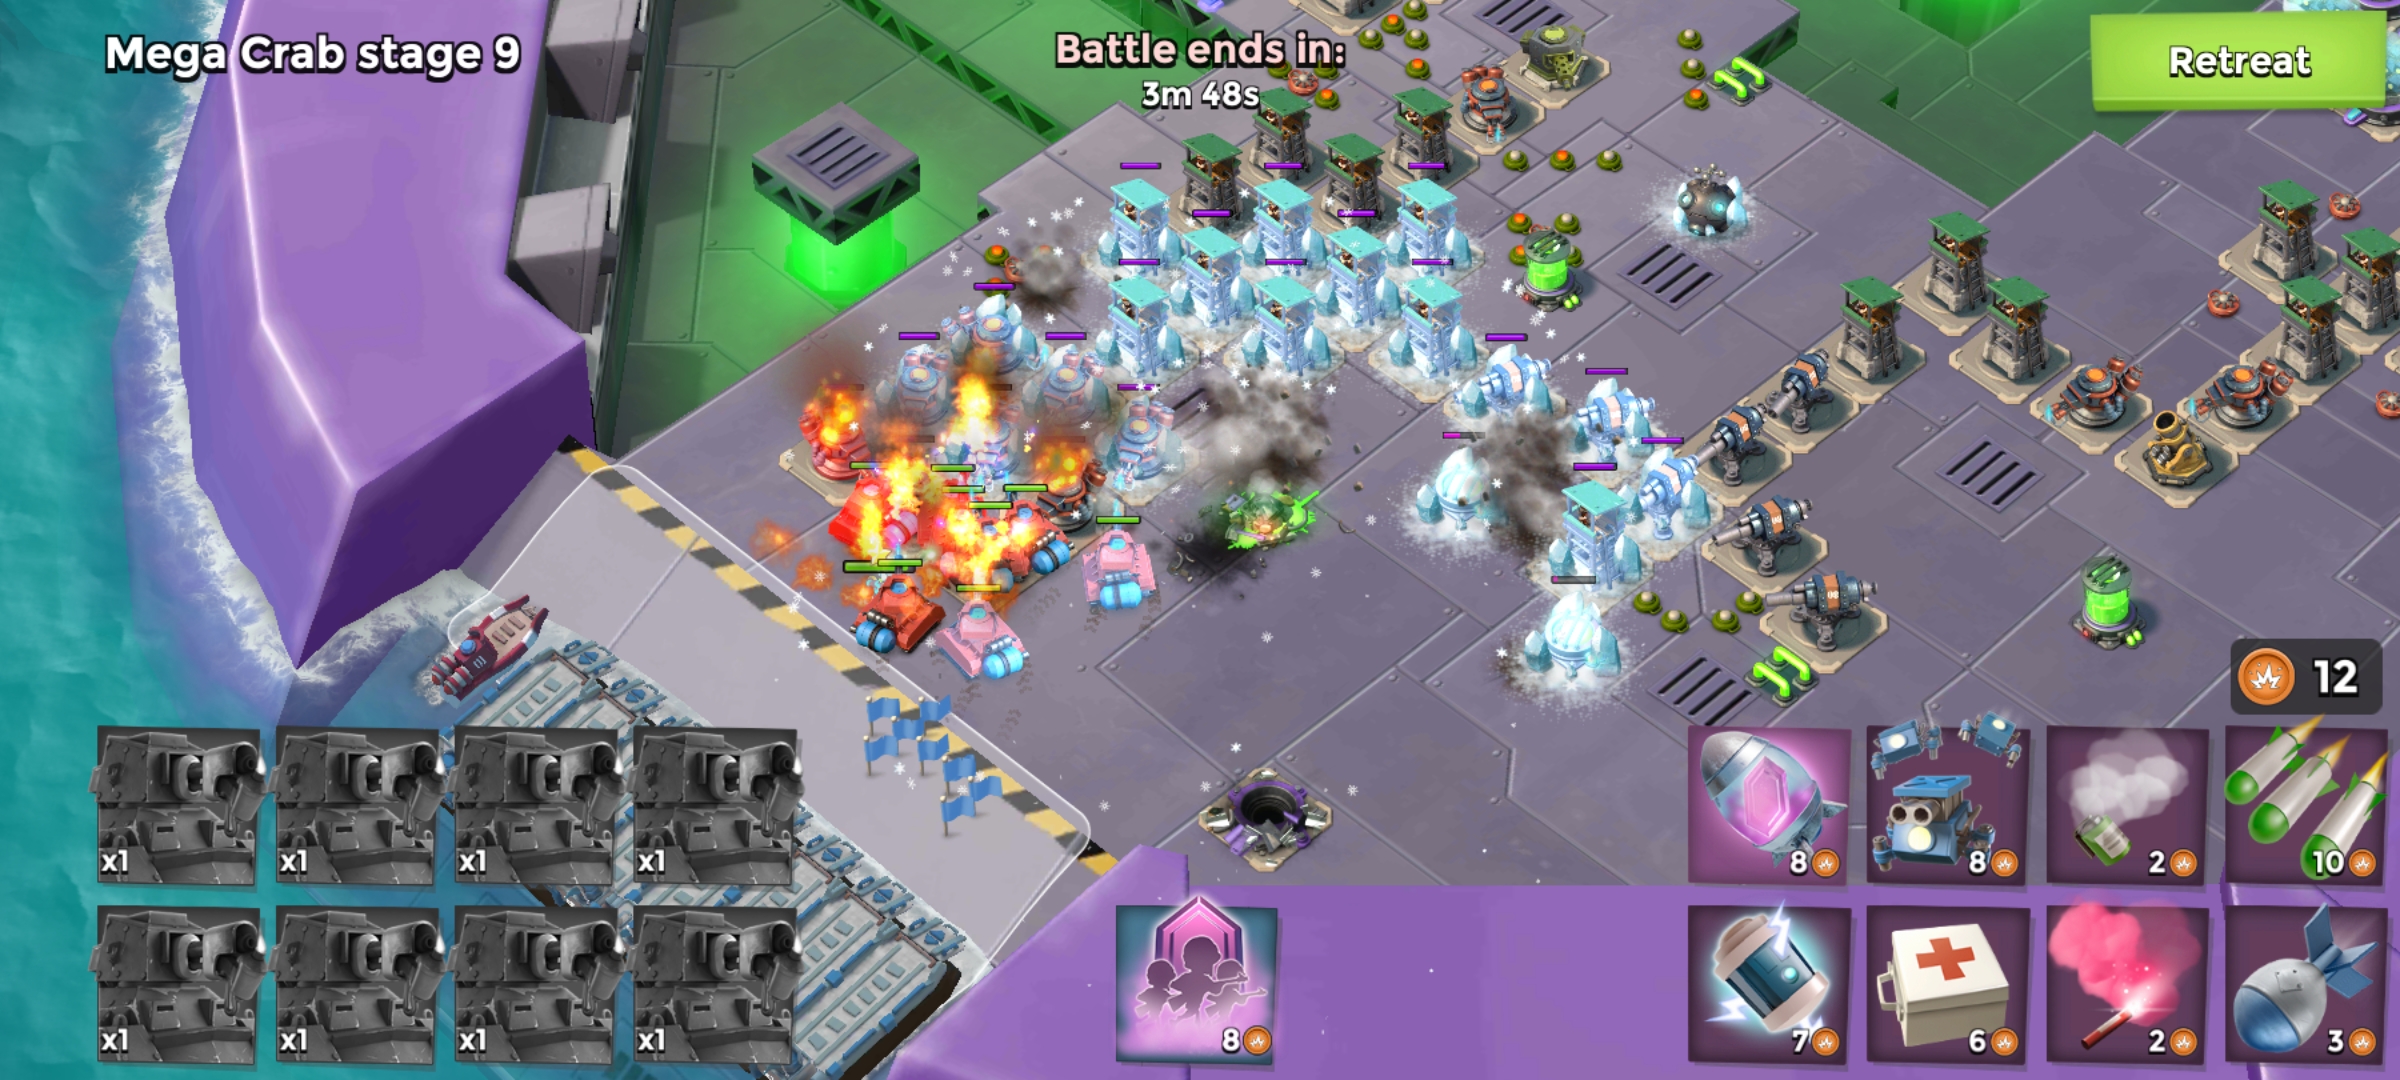 Mega Crab stage 9
Battle ends in:
3m 48s
Retreat
12
8
8
2
10
x1
x1
x1
x1
x1
x1
x1
x1
8
7
6
2
3